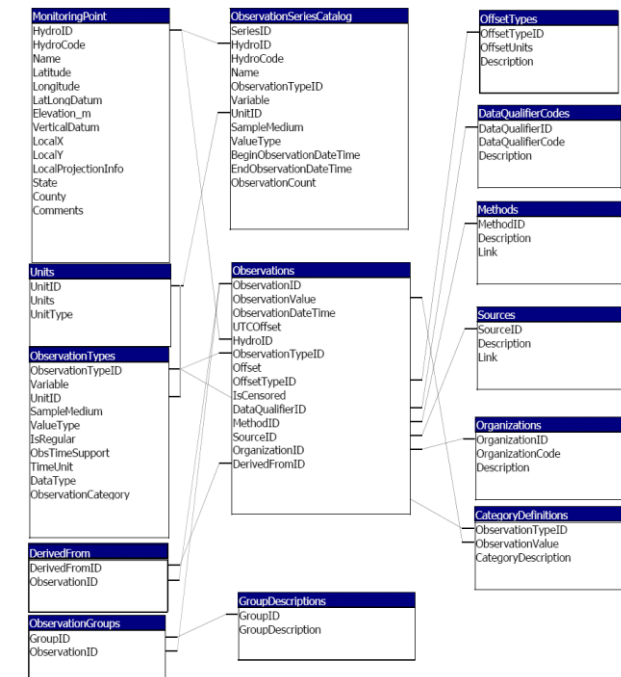 MonitoringPoint
HydroID
HydroCode
Name
Latitude
Longitude
LatLongDatum
Elevation_m
VerticalDatum
LocalX
LocalY
LocalProjectionInfo
State
County
Comments
ObservationSeriesCatalog
SeriesID
HydroID
HydroCode
Name
ObservationTypeID
Variable
UnitID
SampleMedium
ValueType
BeginObservationDateTime
EndObservationDateTime
ObservationCount
OffsetTypes
OffsetTypeID
OffsetUnits
Description
DataQualifierCodes
DataQualifierID
DataQualifierCode
Description
Methods
MethodID
Description
Link
Units
UnitID
Units
UnitType
Observations
ObservationID
ObservationValue
ObservationDateTime
UTCOffset
HydroID
ObservationTypeID
Offset
OffsetTypeID
IsCensored
DataQualifierID
MethodID
SourceID
OrganizationID
DerivedFromID
Sources
SourceID
Description
Link
ObservationTypes
ObservationTypeID
Variable
UnitID
SampleMedium
ValueType
IsRegular
ObsTimeSupport
TimeUnit
DataType
ObservationCategory
Organizations
OrganizationID
OrganizationCode
Description
CategoryDefinitions
ObservationTypeID
ObservationValue
CategoryDescription
DerivedFrom
DerivedFromID
ObservationID
GroupDescriptions
GroupID
GroupDescription
ObservationGroups
GroupID
ObservationID